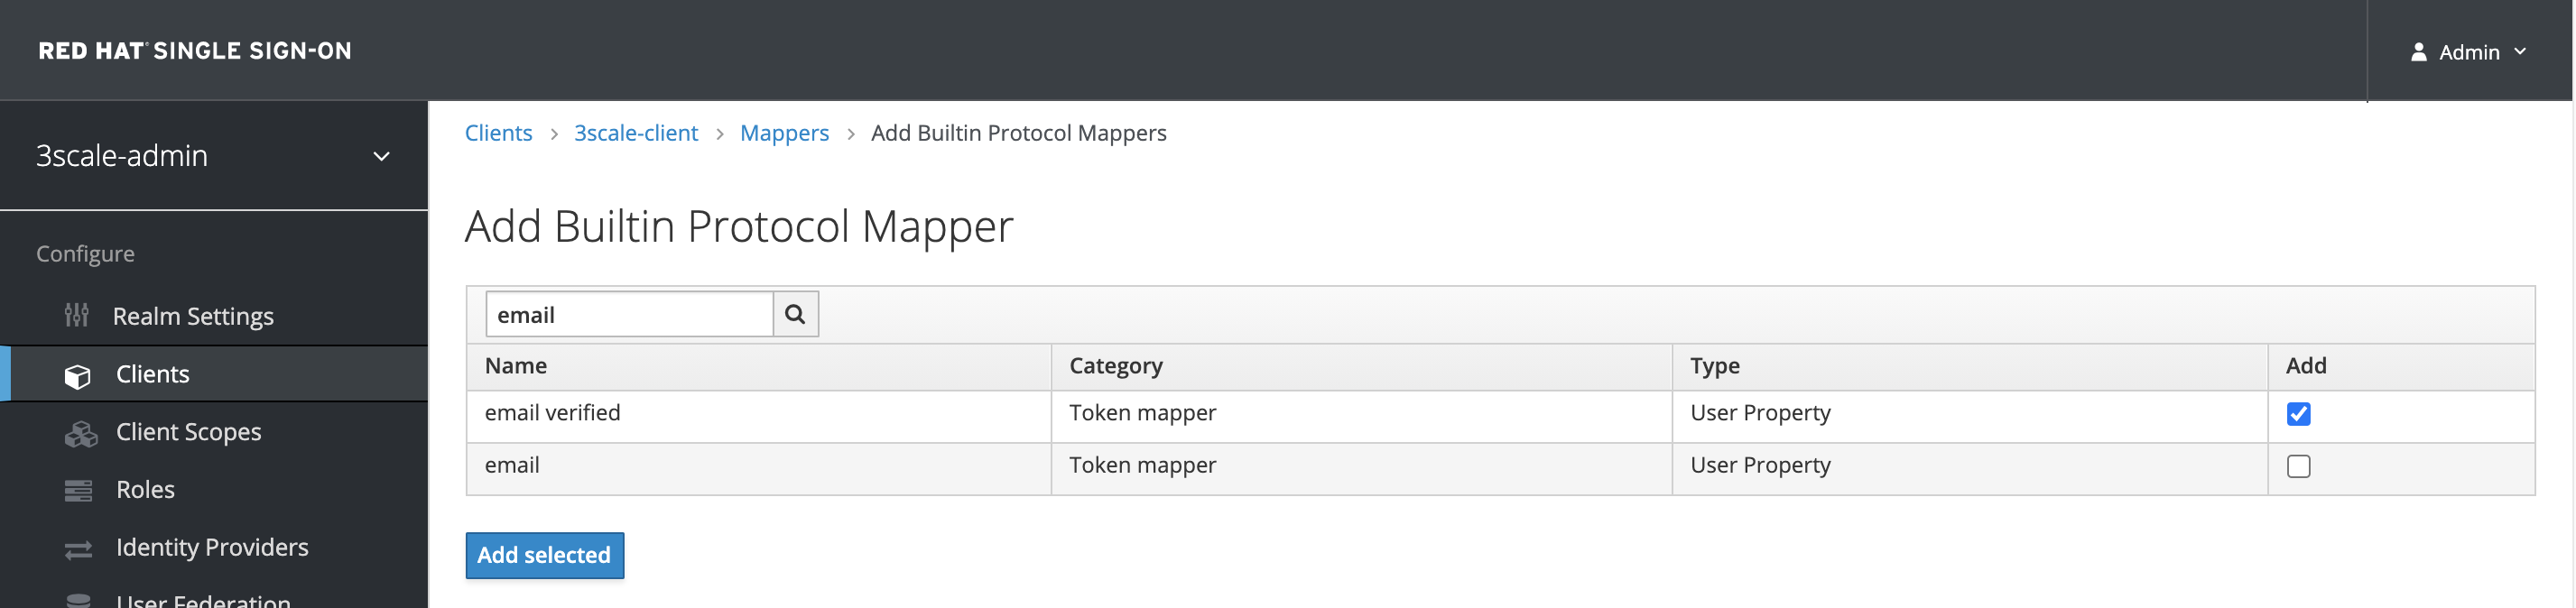 RED HAT® SINGLE SIGN-ON
Admin
3scale-admin
Configure
Realm Settings
Clients
Client Scopes
Roles
Identity Providers
User Federation
Clients > 3scale-client > Mappers > Add Builtin Protocol Mappers
Add Builtin Protocol Mapper
email
Name Category Type Add
email verified Token mapper User Property
email Token mapper User Property
Add selected